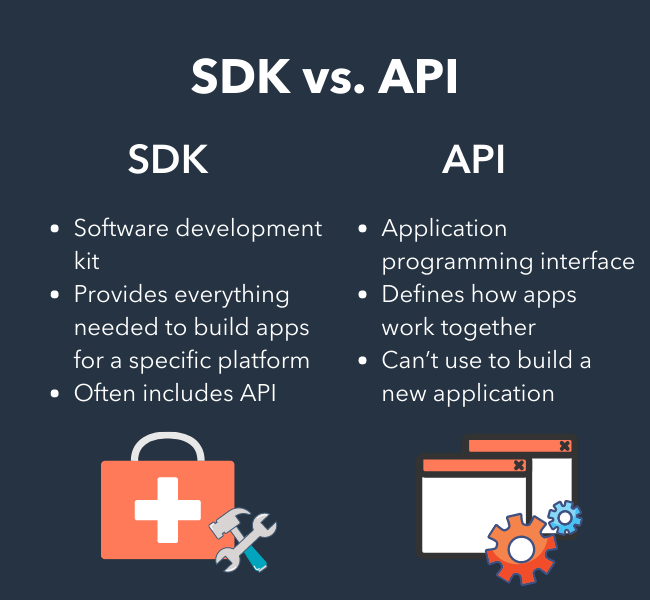 SDK vs. API
SDK
• Software development
kit
• Provides everything
needed to build apps
for a specific platform
• Often includes API
API
• Application
programming interface
• Defines how apps
work together
• Can’t use to build a
new application